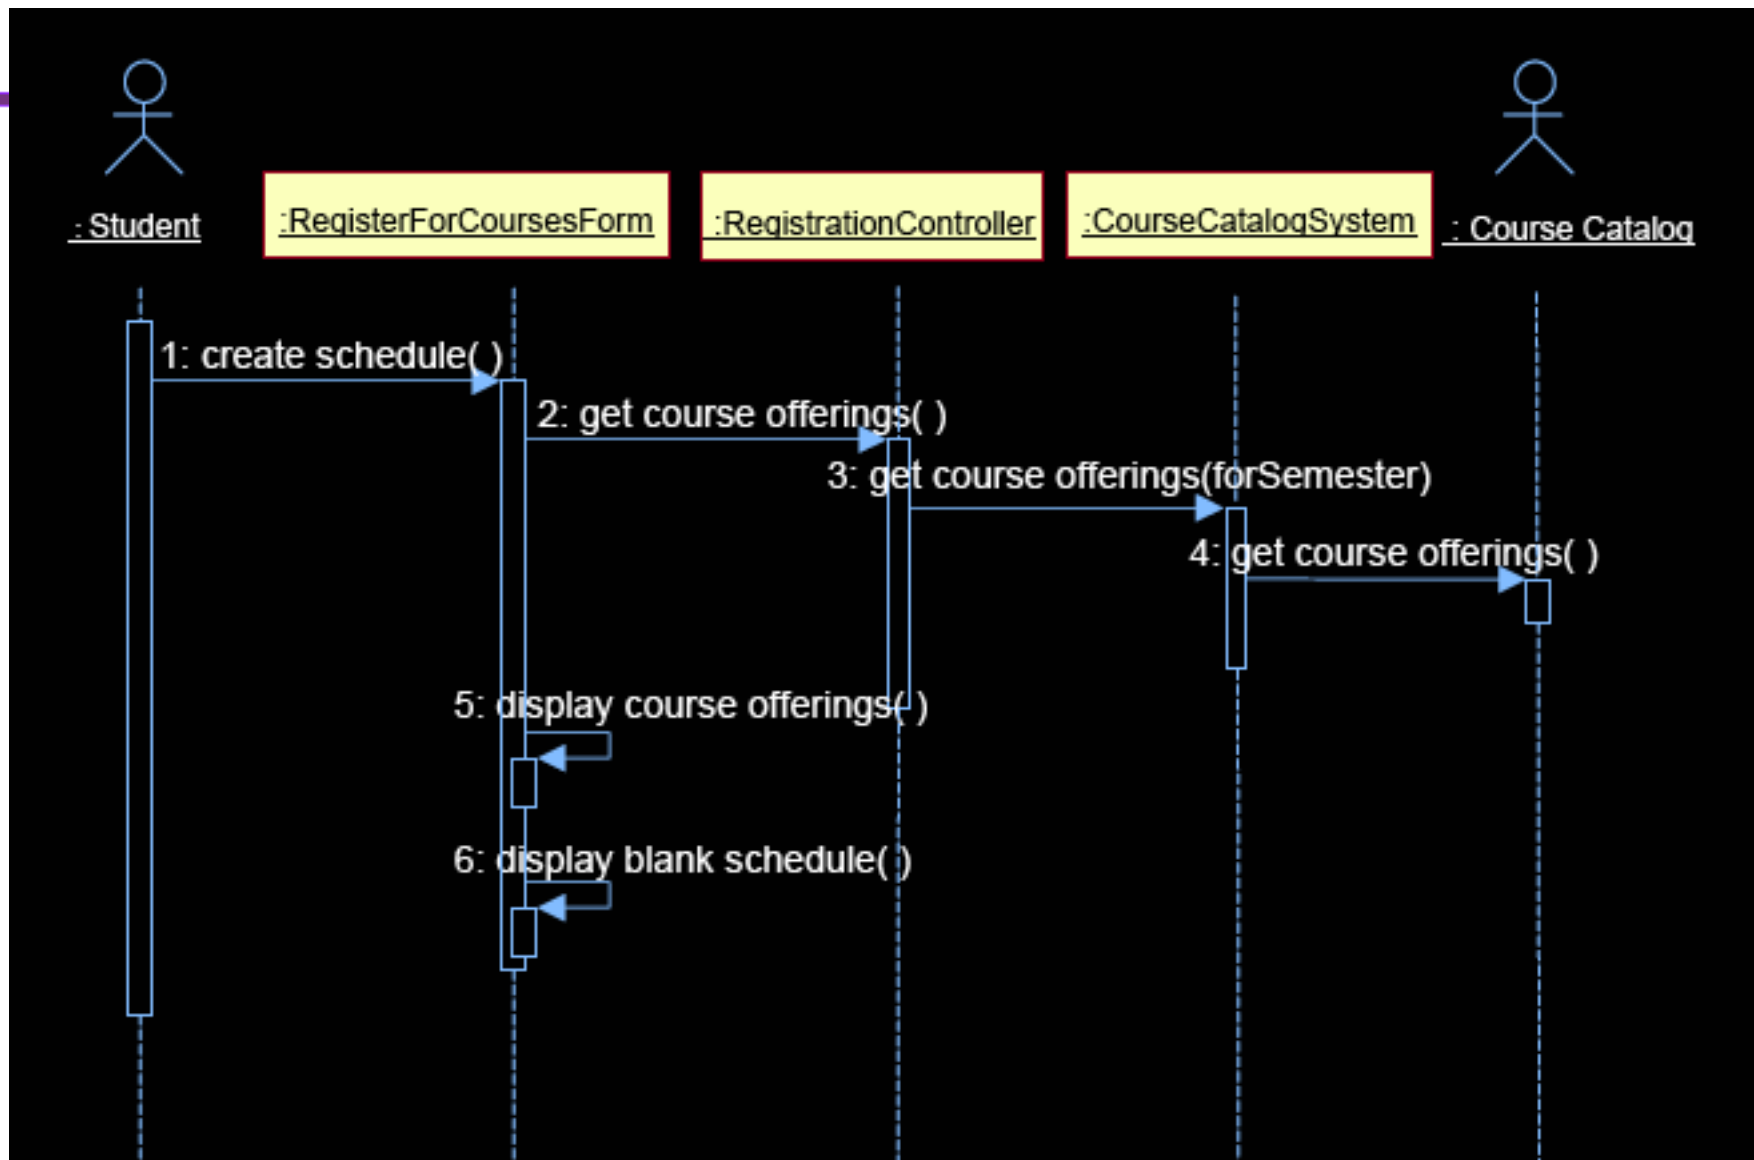 : Student
:RegisterForCoursesForm
:RegistrationController
:CourseCatalogSystem
: Course Catalog
1: create schedule( )
2: get course offerings( )
3: get course offerings(forSemester)
4: get course offerings( )
5: display course offerings( )
6: display blank schedule( )